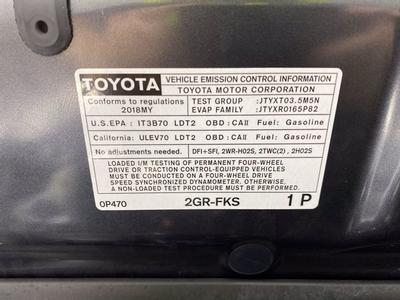 TOYOTA VEHICLE EMISSION CONTROL INFORMATION
TOYOTA MOTOR CORPORATION
Conforms to regulations TEST GROUP :JTYXT03.5M5N
2018MY EVAP FAMILY :JTYXR0165P82
U.S.EPA : IT3B70 LDT2 OBD : CAII Fuel: Gasoline
California: ULEV70 LDT2 OBD : CAII Fuel: Gasoline
No adjustments needed. DFI+SFI, 2WR-HO2S, 2TWC(2), 2HO2S
LOADED I/M TESTING OF PERMANENT FOUR-WHEEL
DRIVE OR TRACTION CONTROL-EQUIPPED VEHICLES
MUST BE CONDUCTED ON A FOUR-WHEEL DRIVE,
SPEED SYNCHRONIZED DYNAMOMETER. OTHERWISE,
A NON-LOADED TEST PROCEDURE MUST BE PERFORMED.
0P470 2GR-FKS 1 P